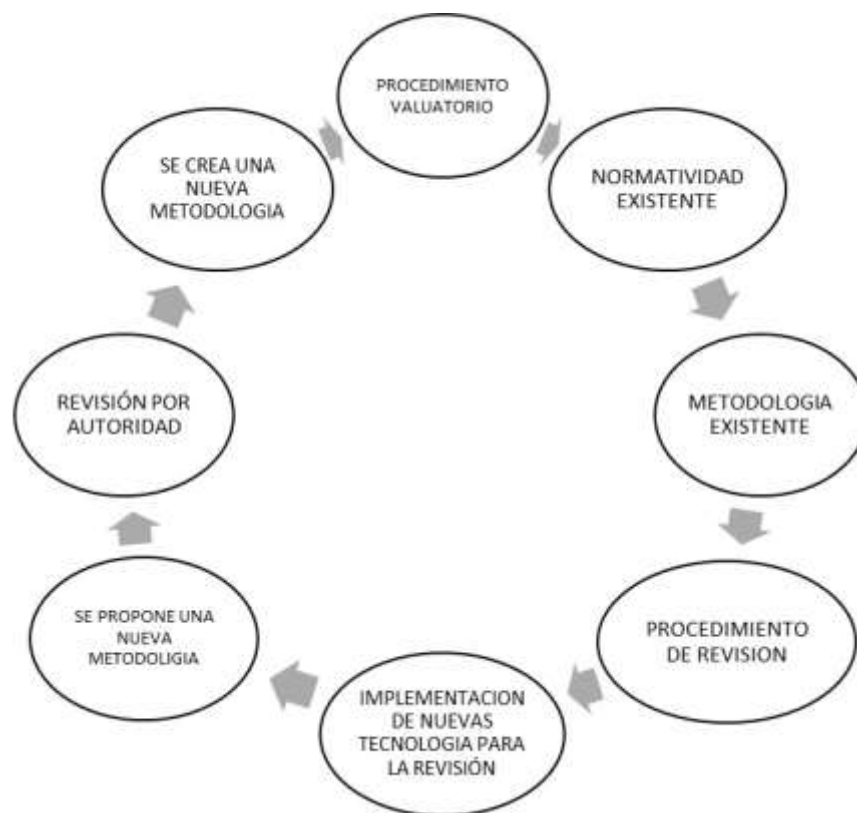 PROCEDIMIENTO
VALUATORIO
NORMATIVIDAD
EXISTENTE
METODOLOGIA
EXISTENTE
PROCEDIMIENTO
DE REVISION
IMPLEMENTACION
DE NUEVAS
TECNOLOGIA PARA
LA REVISIÓN
SE PROPONE UNA
NUEVA
METODOLIGIA
REVISIÓN POR
AUTORIDAD
SE CREA UNA
NUEVA
METODOLOGIA